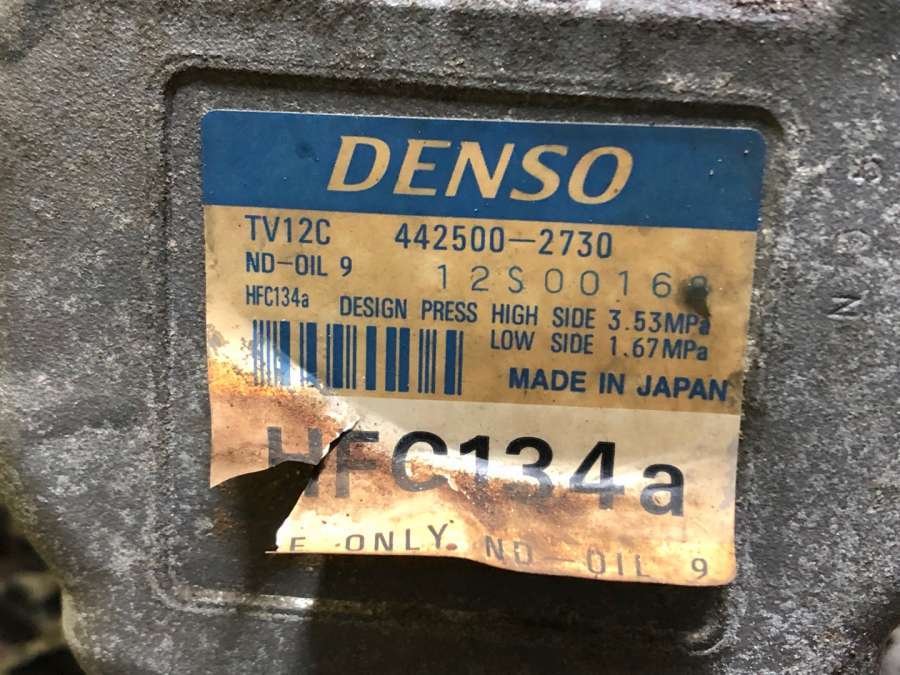 DENSO
TV12C 442500-2730
ND-OIL 9
HFC134a DESIGN PRESS HIGH SIDE 3.53MPa
LOW SIDE 1.67MPa
MADE IN JAPAN
HFC134a
ONLY. ND-OIL 9